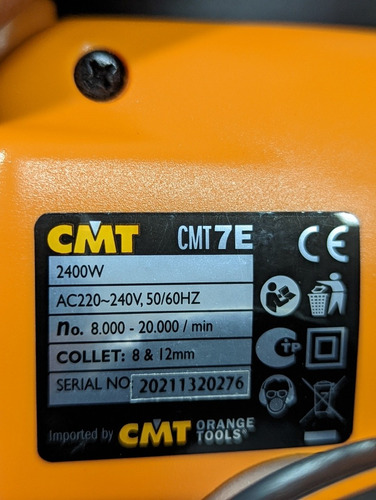 CMT CMT7E CE
2400W
AC220~240V, 50/60HZ
no. 8.000 - 20.000 / min
COLLET: 8 & 12mm
SERIAL NO: 20211320276
TP
Imported by CMT ORANGE TOOLS®